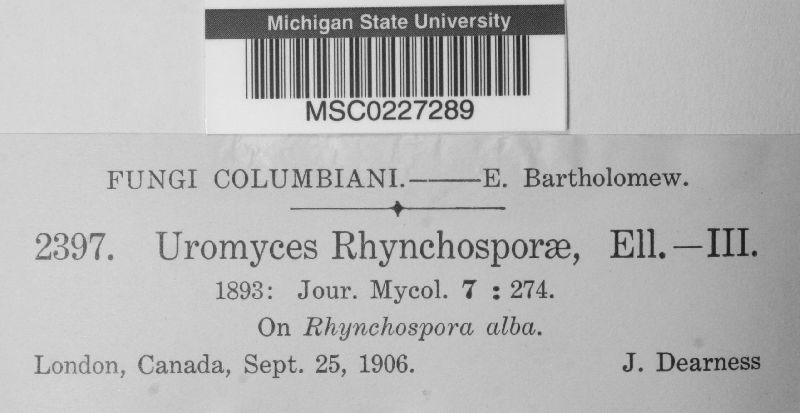 Michigan State University
MSC0227289
FUNGI COLUMBIANI.——E. Bartholomew.
2397. Uromyces Rhynchosporæ, Ell.—III.
1893: Jour. Mycol. 7 : 274.
On Rhynchospora alba.
London, Canada, Sept. 25, 1906. J. Dearness